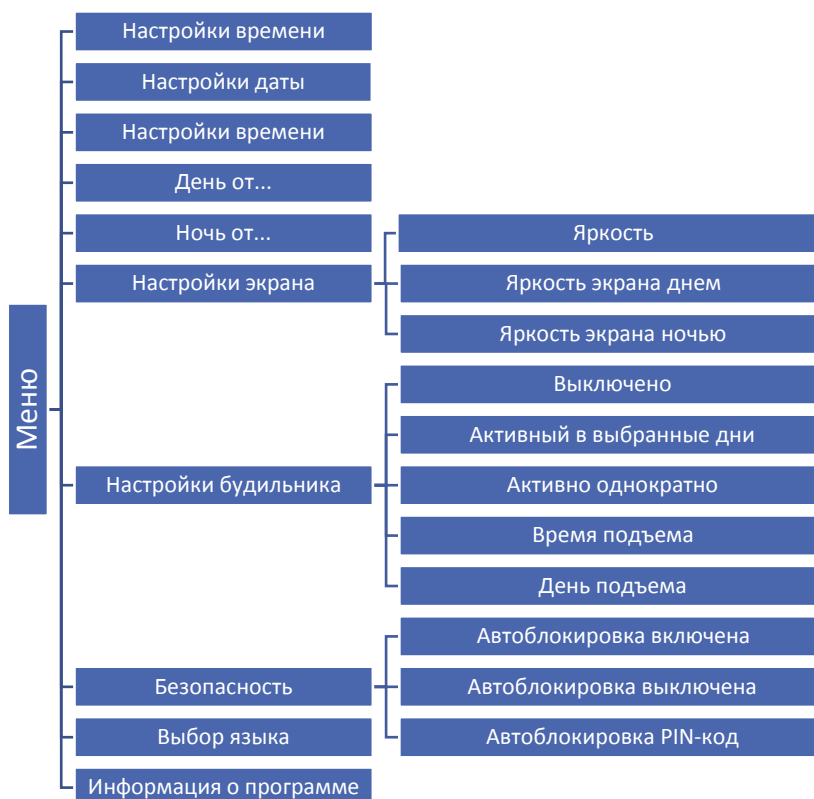 Меню
Настройки времени
Настройки даты
Настройки времени
День от...
Ночь от...
Настройки экрана
Яркость
Яркость экрана днем
Яркость экрана ночью
Настройки будильника
Выключено
Активный в выбранные дни
Активно однократно
Время подъема
День подъема
Безопасность
Автоблокировка включена
Автоблокировка выключена
Автоблокировка PIN-код
Выбор языка
Информация о программе